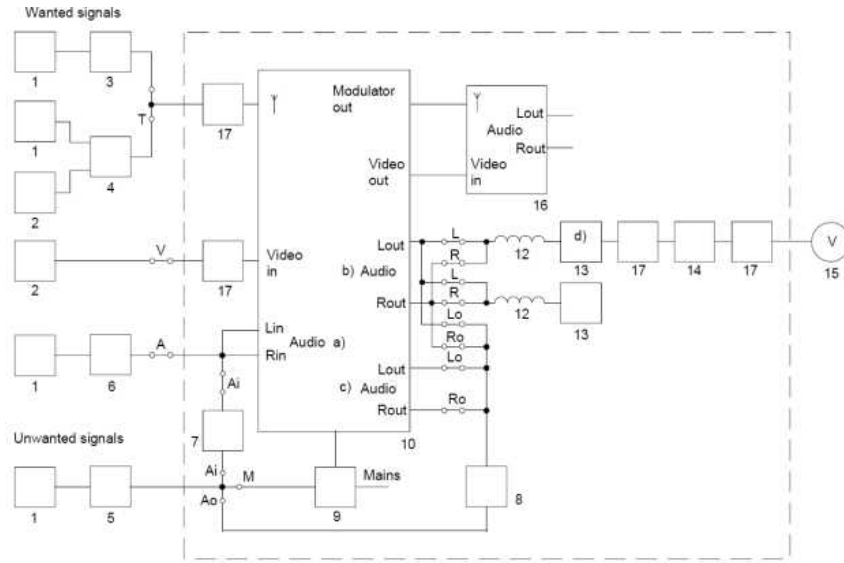 Wanted signals
1
3
T
17
1
4
2
Modulator
out
Lout
Audio
Rout
Video
out
Video
in
16
V
2
17
Video
in
Lout
b) Audio
Rout
L
R
L
R
Lo
Ro
Lo
Ro
12
12
d)
13
13
17
14
17
V
15
Lin
Audio a)
Rin
A
1
6
Ai
Lout
c) Audio
Rout
10
7
Unwanted signals
1
5
Ai
M
Ao
Mains
9
8